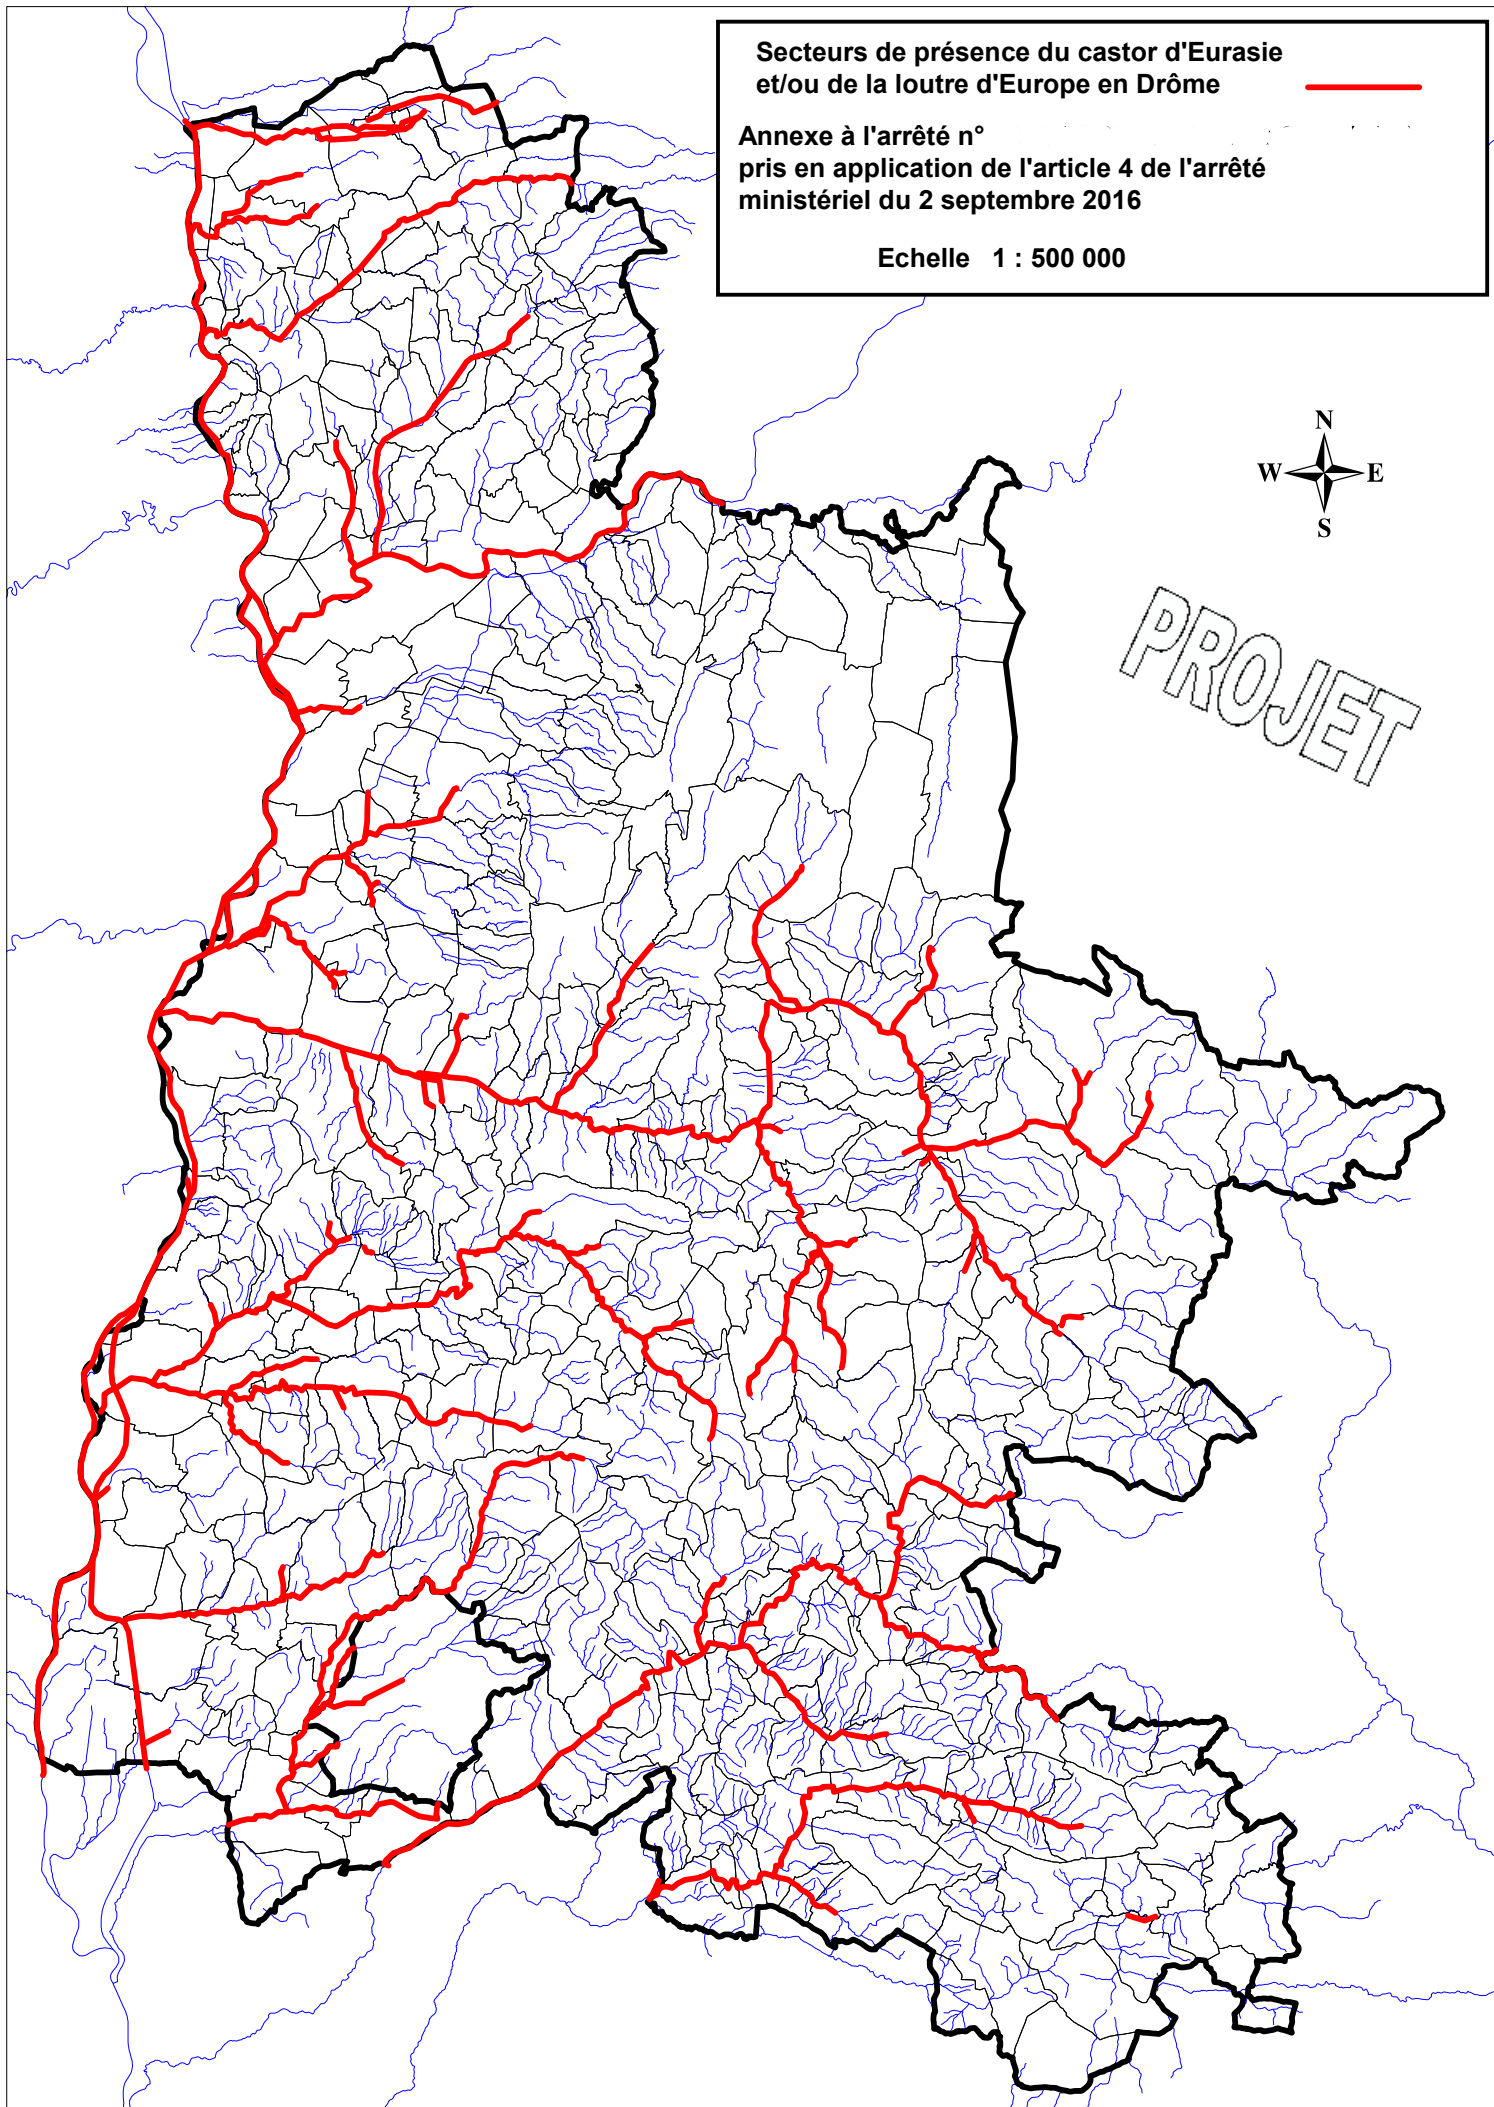 Secteurs de présence du castor d'Eurasie
et/ou de la loutre d'Europe en Drôme
Annexe à l'arrêté n°
pris en application de l'article 4 de l'arrêté
ministériel du 2 septembre 2016
Echelle 1 : 500 000
N
W E
S
PROJET